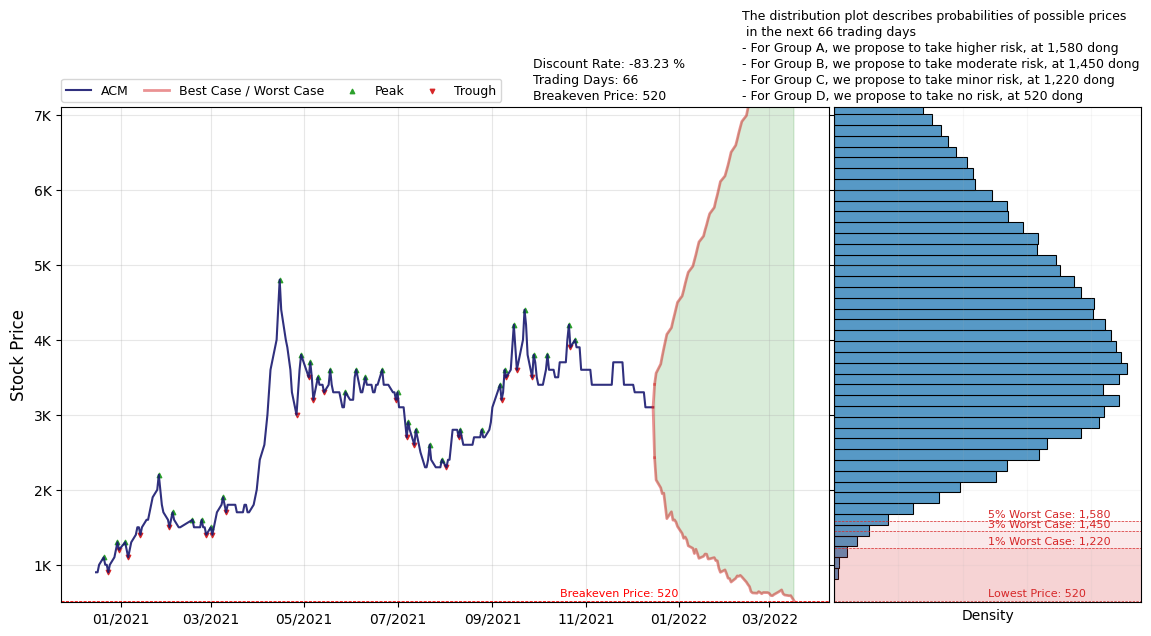 The distribution plot describes probabilities of possible prices
in the next 66 trading days
- For Group A, we propose to take higher risk, at 1,580 dong
- For Group B, we propose to take moderate risk, at 1,450 dong
- For Group C, we propose to take minor risk, at 1,220 dong
- For Group D, we propose to take no risk, at 520 dong
Discount Rate: -83.23 %
Trading Days: 66
Breakeven Price: 520
ACM Best Case / Worst Case Peak Trough
Stock Price
7K
6K
5K
4K
3K
2K
1K
Breakeven Price: 520
01/2021 03/2021 05/2021 07/2021 09/2021 11/2021 01/2022 03/2022
5% Worst Case: 1,580
3% Worst Case: 1,450
1% Worst Case: 1,220
Lowest Price: 520
Density